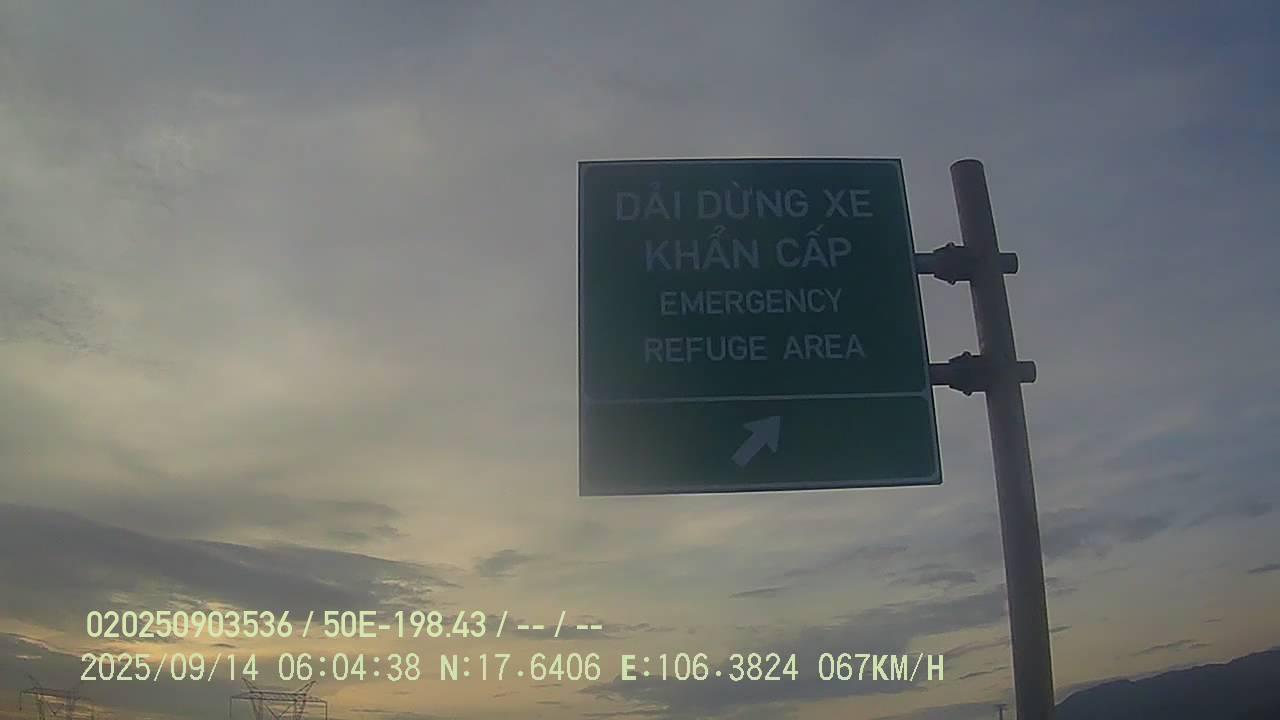 DẢI DỪNG XE
KHẨN CẤP
EMERGENCY
REFUGE AREA
020250903536 / 50E-198.43 / -- / --
2025/09/14 06:04:38 N:17.6406 E:106.3824 067KM/H